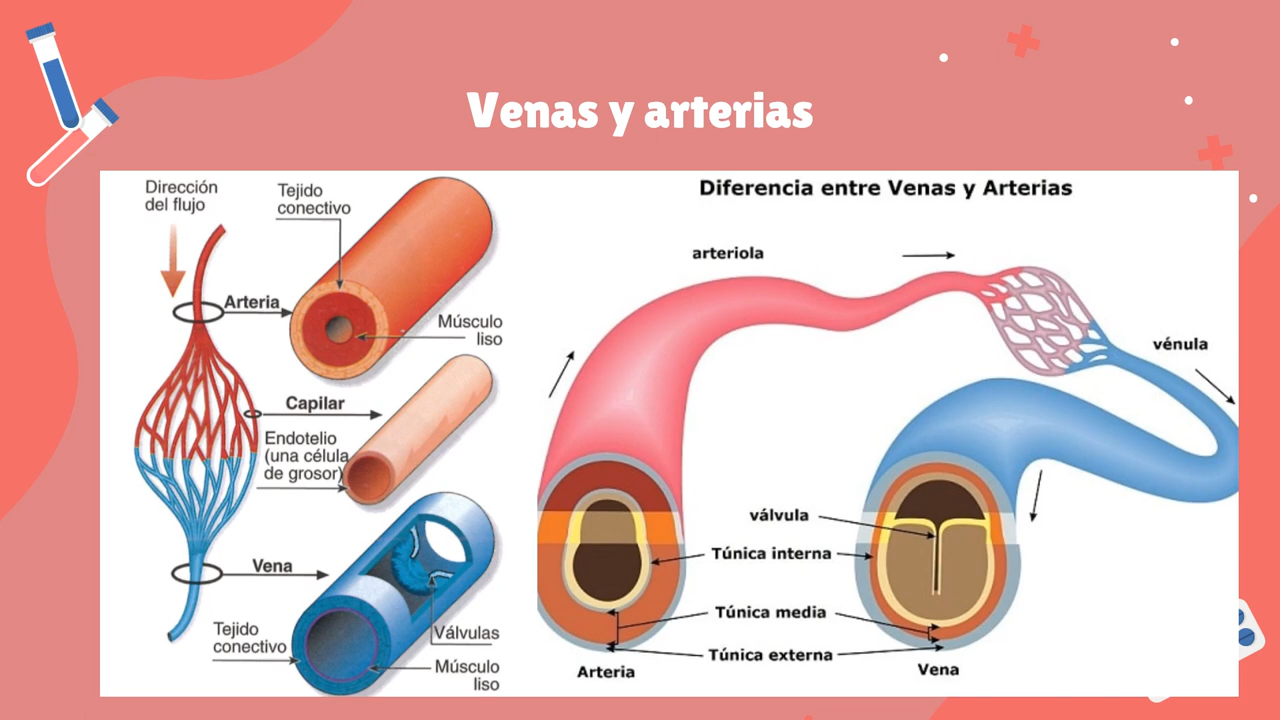 Venas y arterias
Dirección
del flujo
Tejido
conectivo
Arteria
Músculo
liso
Capilar
Endotelio
(una célula
de grosor)
Vena
Tejido
conectivo
Válvulas
Músculo
liso
Diferencia entre Venas y Arterias
arteriola
vénula
válvula
Túnica interna
Túnica media
Túnica externa
Arteria
Vena